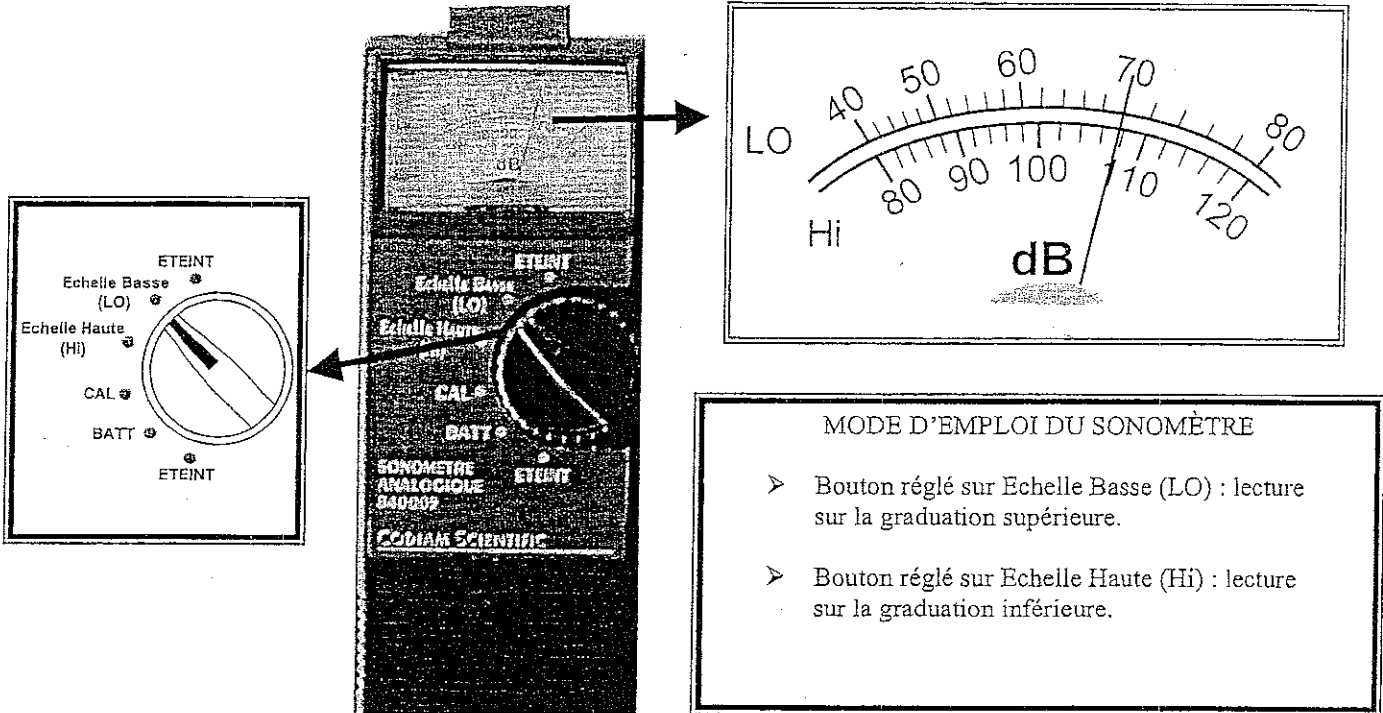 ETEINT
Echelle Basse
(LO)
Echelle Haute
(Hi)
CAL
BATT
ETEINT
dB
ETEINT
Echelle Basse
(LO)
Echelle Haute
CAL
BATT
ETEINT
SONOMETRE
ANALOGIQUE
840009
CODIAM SCIENTIFIC
LO
40 50 60 70 80
80 90 100 110 120
Hi
dB
MODE D'EMPLOI DU SONOMÈTRE
➢ Bouton réglé sur Echelle Basse (LO) : lecture
sur la graduation supérieure.
➢ Bouton réglé sur Echelle Haute (Hi) : lecture
sur la graduation inférieure.